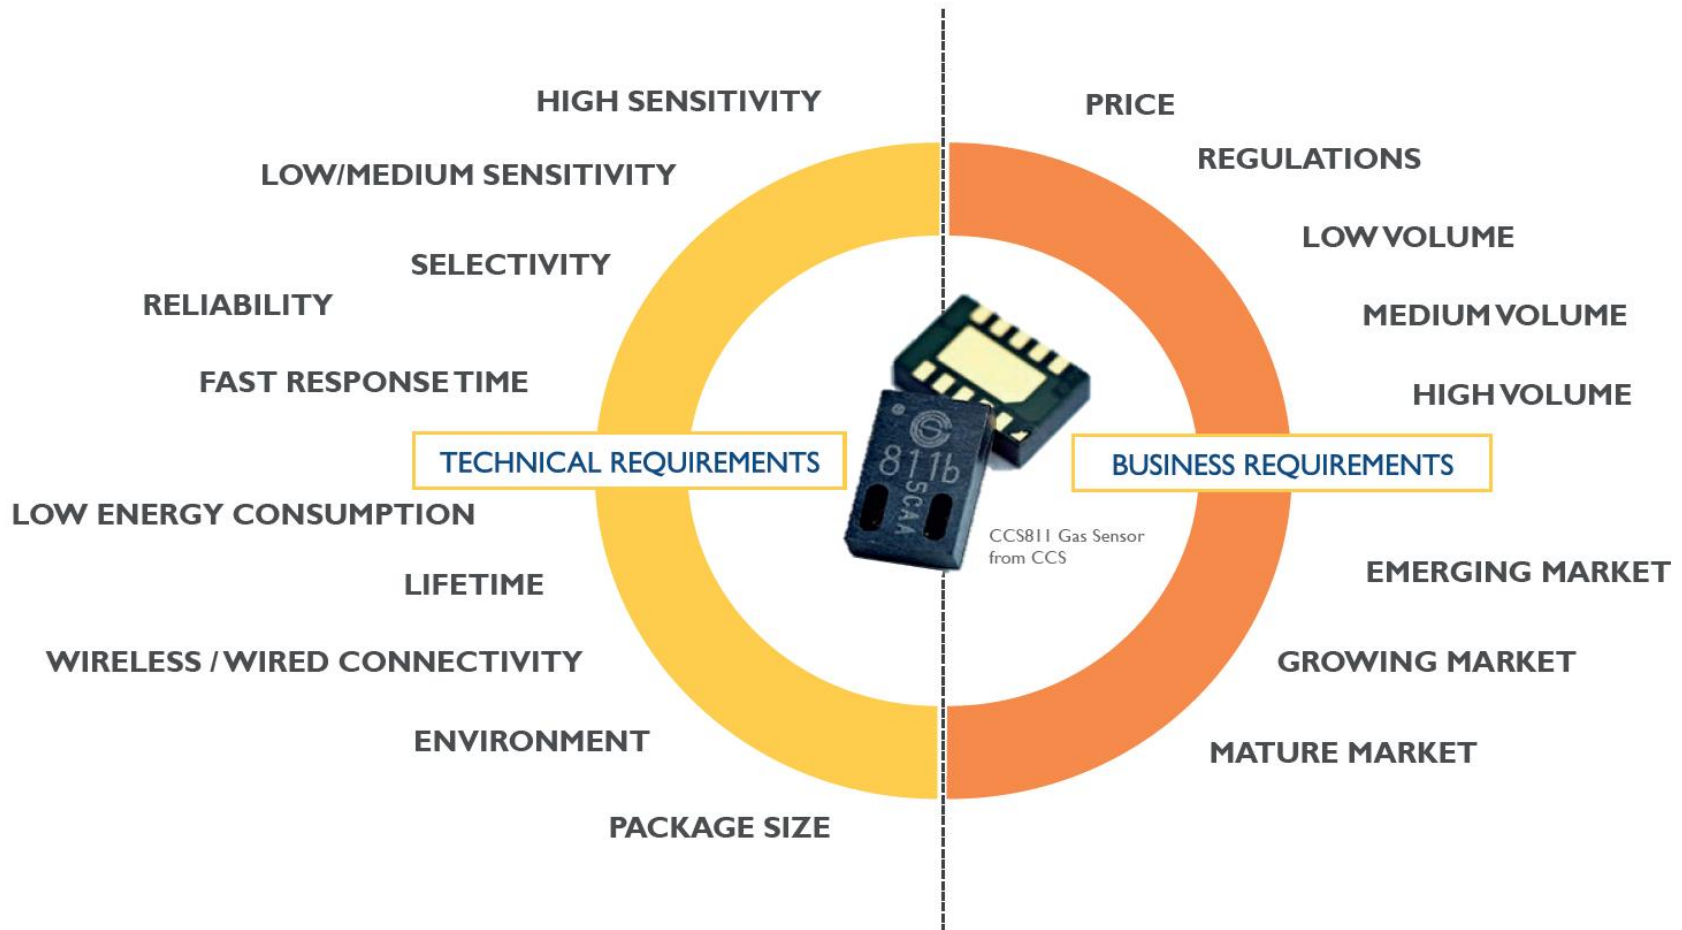 HIGH SENSITIVITY
LOW/MEDIUM SENSITIVITY
SELECTIVITY
RELIABILITY
FAST RESPONSE TIME
TECHNICAL REQUIREMENTS
LOW ENERGY CONSUMPTION
LIFETIME
WIRELESS / WIRED CONNECTIVITY
ENVIRONMENT
PACKAGE SIZE
811b
5CAA
CCS811 Gas Sensor
from CCS
PRICE
REGULATIONS
LOW VOLUME
MEDIUM VOLUME
HIGH VOLUME
BUSINESS REQUIREMENTS
EMERGING MARKET
GROWING MARKET
MATURE MARKET